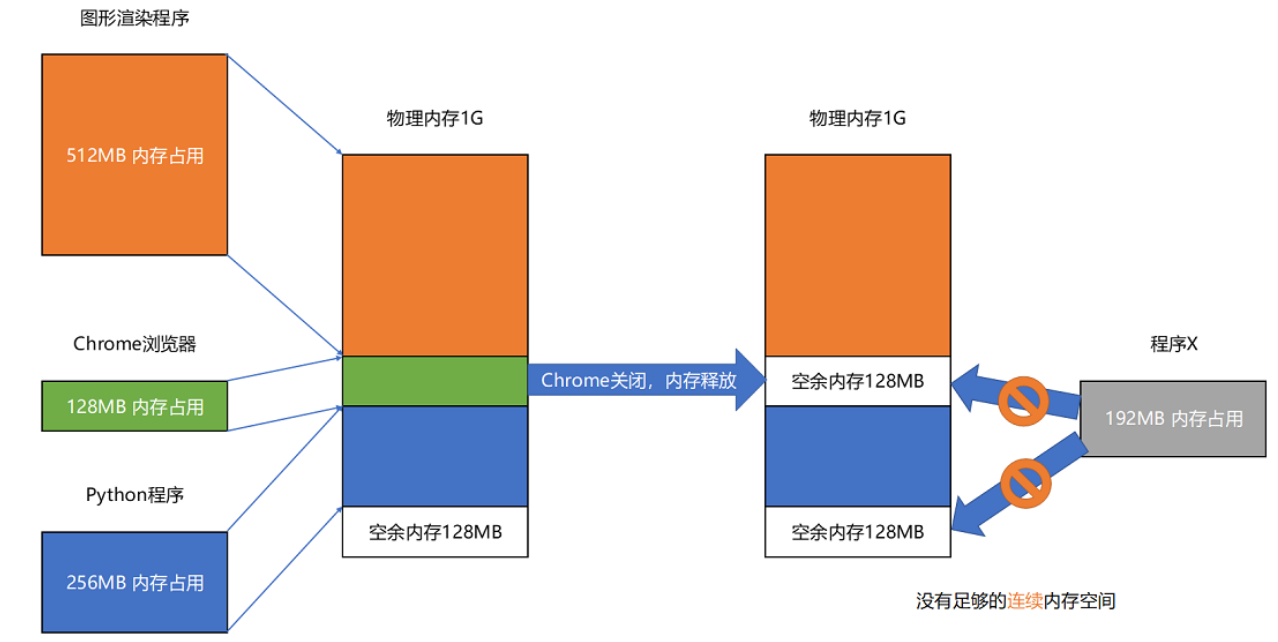 图形渲染程序
512MB 内存占用
Chrome浏览器
128MB 内存占用
Python程序
256MB 内存占用
物理内存1G
空余内存128MB
Chrome关闭，内存释放
物理内存1G
空余内存128MB
空余内存128MB
程序X
192MB 内存占用
没有足够的连续内存空间